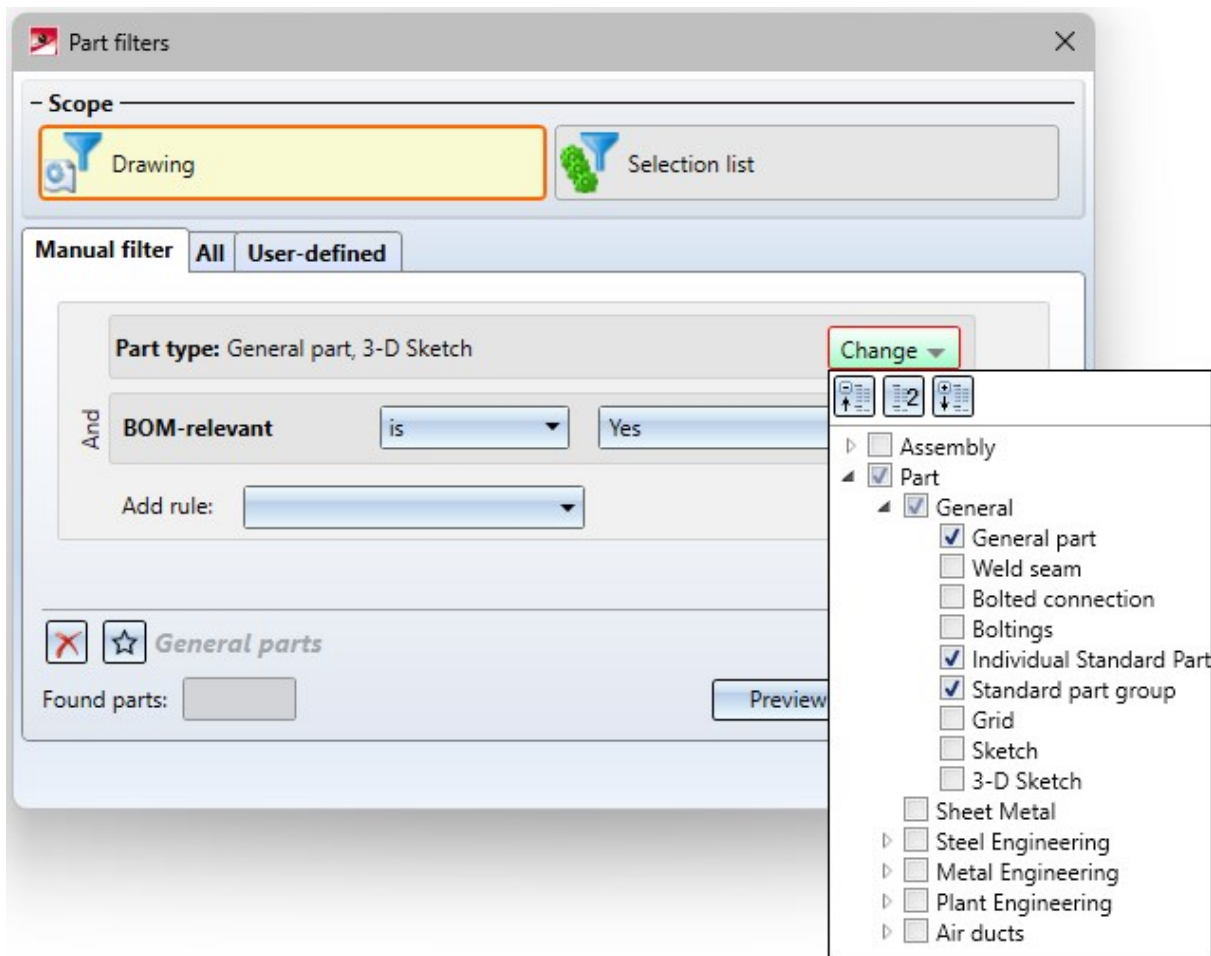 Part filters
Scope
Drawing
Selection list
Manual filter
All
User-defined
Part type: General part, 3-D Sketch
Change
And
BOM-relevant
is
Yes
Add rule:
General parts
Found parts:
Preview
2
Assembly
Part
General
General part
Weld seam
Bolted connection
Boltings
Individual Standard Part
Standard part group
Grid
Sketch
3-D Sketch
Sheet Metal
Steel Engineering
Metal Engineering
Plant Engineering
Air ducts